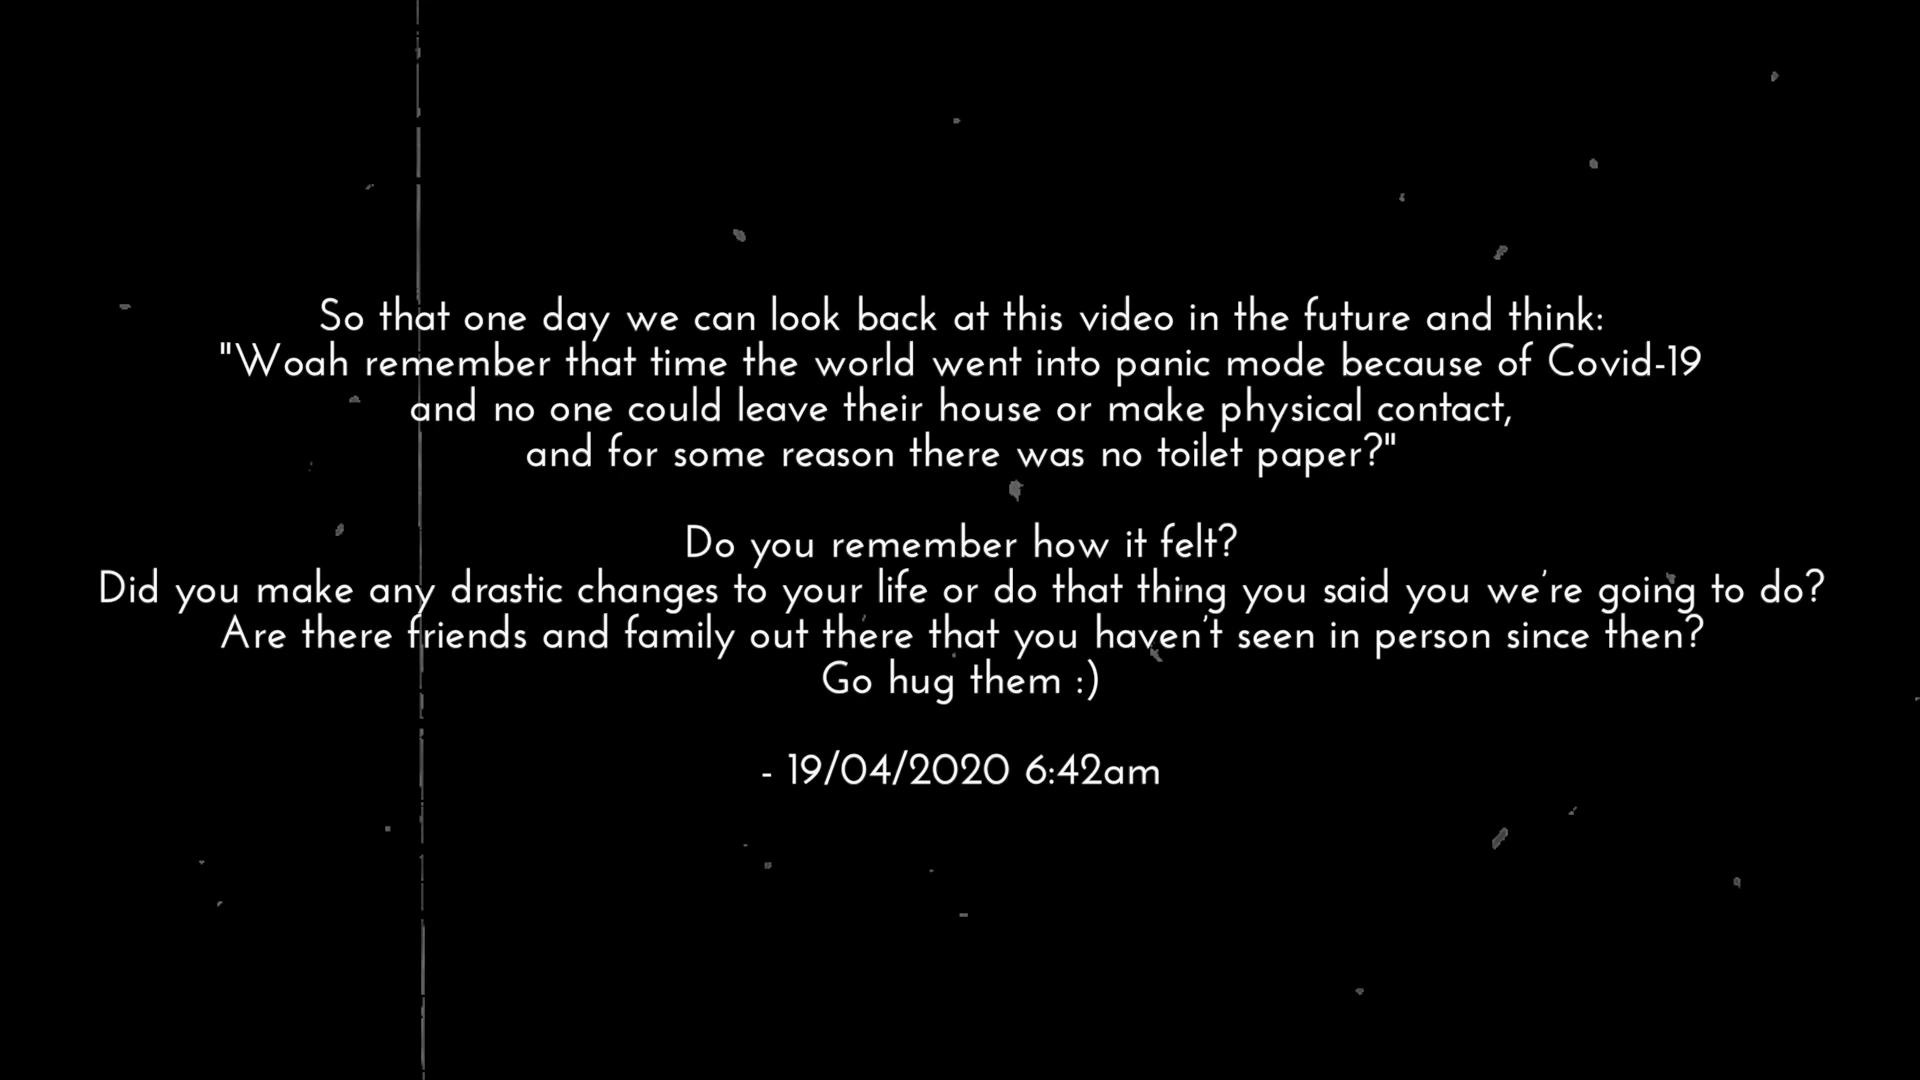 So that one day we can look back at this video in the future and think:
"Woah remember that time the world went into panic mode because of Covid-19
and no one could leave their house or make physical contact,
and for some reason there was no toilet paper?"
Do you remember how it felt?
Did you make any drastic changes to your life or do that thing you said you we're going to do?
Are there friends and family out there that you haven't seen in person since then?
Go hug them :)
- 19/04/2020 6:42am